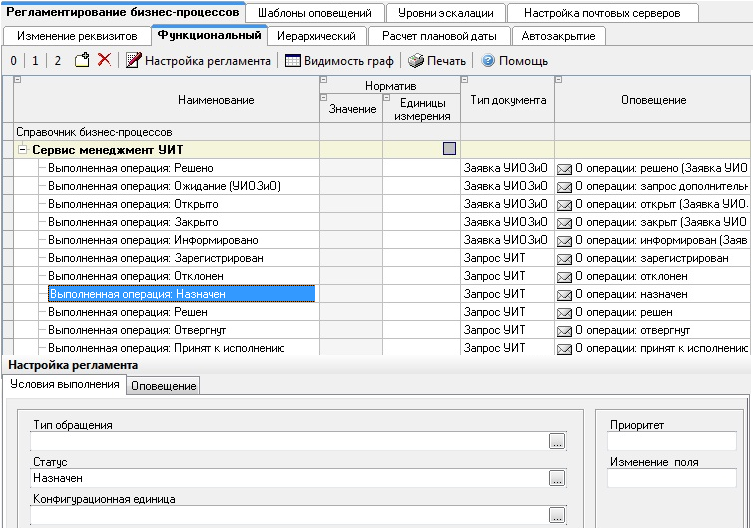 Регламентирование бизнес-процессов Шаблоны оповещений Уровни эскалации Настройка почтовых серверов
Изменение реквизитов Функциональный Иерархический Расчет плановой даты Автозакрытие
0 1 2 Настройка регламента Видимость граф Печать Помощь
Наименование Норматив Тип документа Оповещение
Значение Единицы измерения
Справочник бизнес-процессов
Сервис менеджмент УИТ
Выполненная операция: Решено Заявка УИОЗиО О операции: решено (Заявка УИО
Выполненная операция: Ожидание (УИОЗиО) Заявка УИОЗиО О операции: запрос дополнительн
Выполненная операция: Открыто Заявка УИОЗиО О операции: открыт (Заявка УИО
Выполненная операция: Закрыто Заявка УИОЗиО О операции: закрыт (Заявка УИО
Выполненная операция: Информировано Заявка УИОЗиО О операции: информирован (Заяв
Выполненная операция: Зарегистрирован Запрос УИТ О операции: зарегистрирован
Выполненная операция: Отклонен Запрос УИТ О операции: отклонен
Выполненная операция: Назначен Запрос УИТ О операции: назначен
Выполненная операция: Решен Запрос УИТ О операции: решен
Выполненная операция: Отвергнут Запрос УИТ О операции: отвергнут
Выполненная операция: Принят к исполнению Запрос УИТ О операции: принят к исполнению
Настройка регламента
Условия выполнения Оповещение
Тип обращения Приоритет
...
Статус Изменение поля
Назначен ...
Конфигурационная единица
...